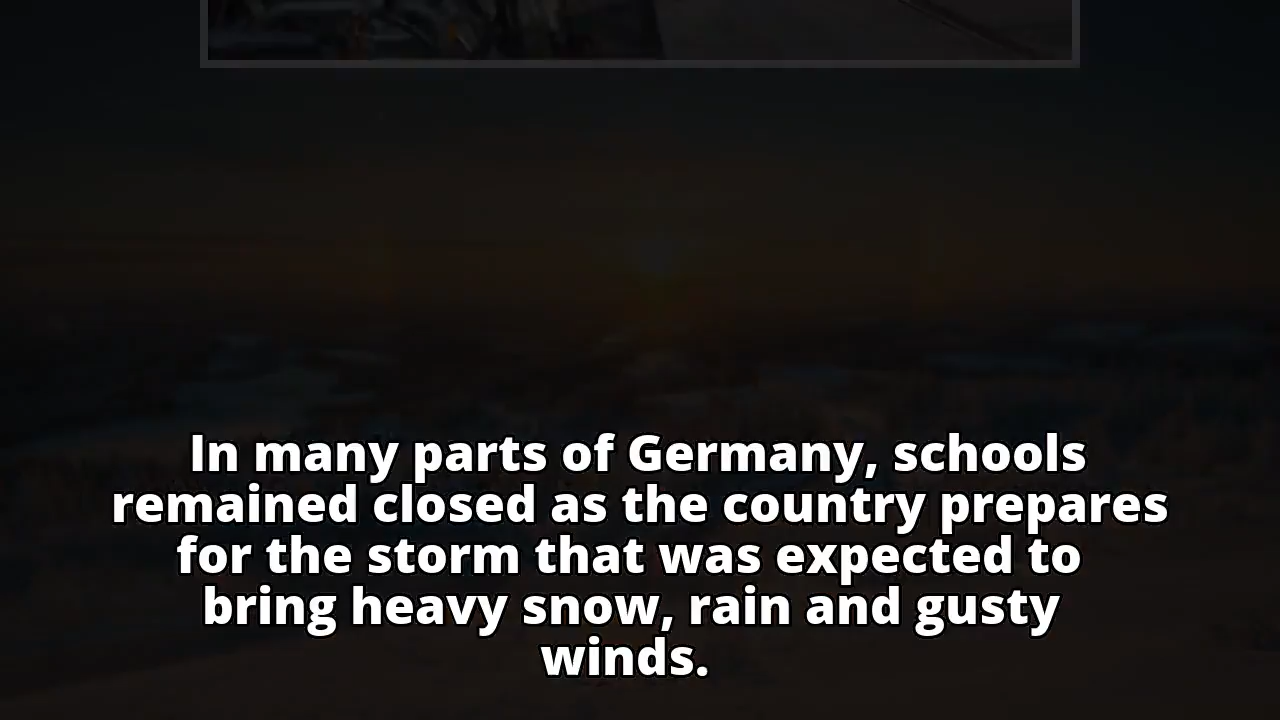 In many parts of Germany, schools
remained closed as the country prepares
for the storm that was expected to
bring heavy snow, rain and gusty
winds.